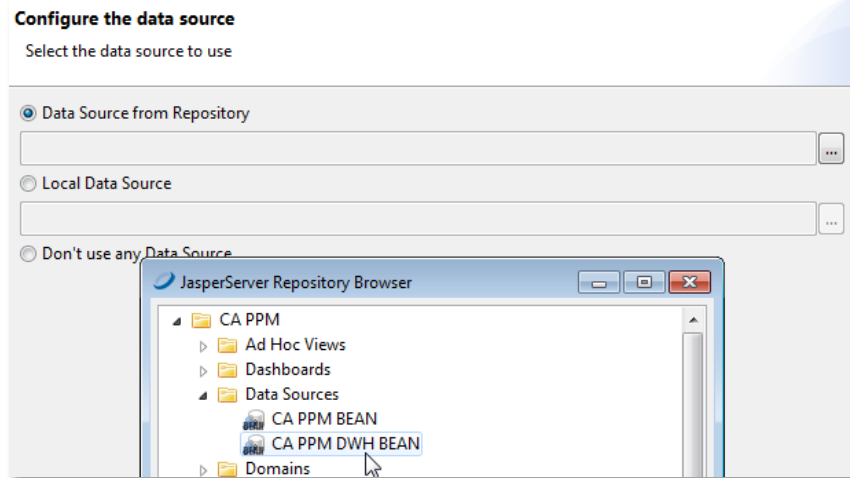 Configure the data source
Select the data source to use
Data Source from Repository
...
Local Data Source
...
Don't use any Data Source
JasperServer Repository Browser
CA PPM
Ad Hoc Views
Dashboards
Data Sources
CA PPM BEAN
CA PPM DWH BEAN
Domains